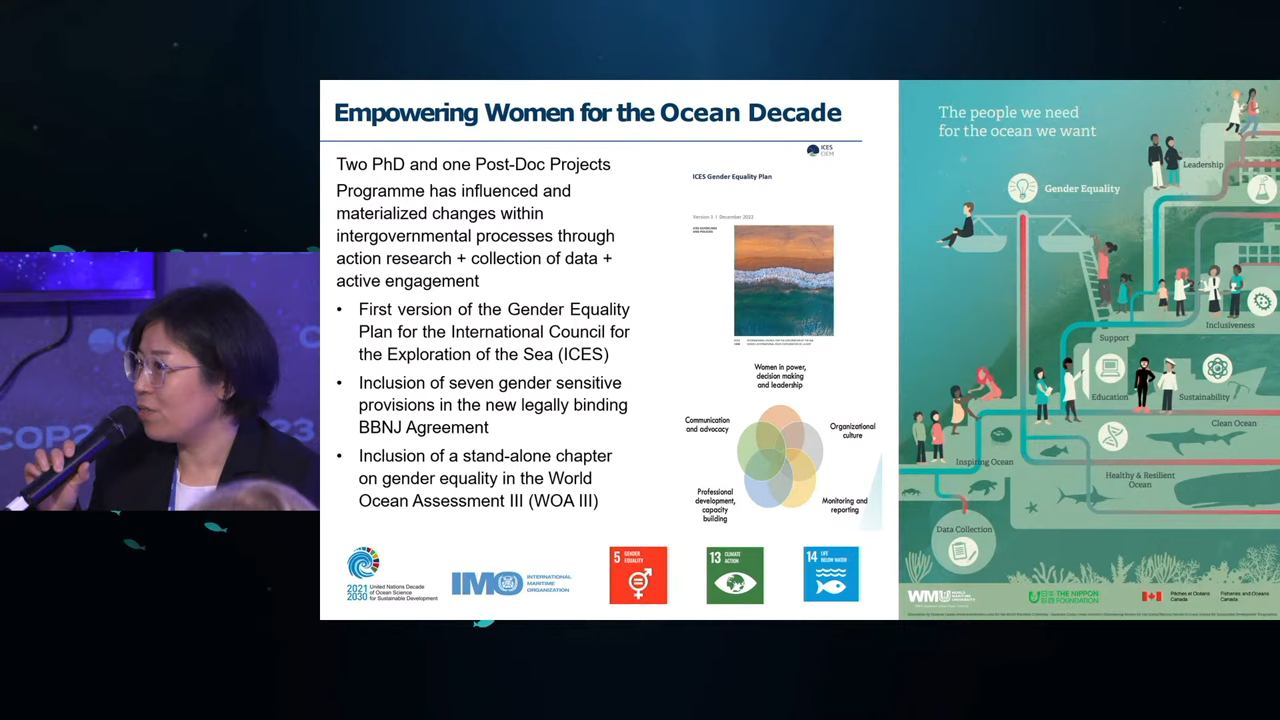 Empowering Women for the Ocean Decade
Two PhD and one Post-Doc Projects
Programme has influenced and
materialized changes within
intergovernmental processes through
action research + collection of data +
active engagement
• First version of the Gender Equality
Plan for the International Council for
the Exploration of the Sea (ICES)
• Inclusion of seven gender sensitive
provisions in the new legally binding
BBNJ Agreement
• Inclusion of a stand-alone chapter
on gender equality in the World
Ocean Assessment III (WOA III)
ICES
CIEM
ICES Gender Equality Plan
Version 1 | December 2022
ICES GUIDELINES
AND POLICIES
Women in power,
decision making
and leadership
Communication
and advocacy
Organizational
culture
Professional
development,
capacity
building
Monitoring and
reporting
2021
2030
United Nations Decade
of Ocean Science
for Sustainable Development
IMO
INTERNATIONAL
MARITIME
ORGANIZATION
5 GENDER
EQUALITY
13 CLIMATE
ACTION
14 LIFE
BELOW WATER
The people we need
for the ocean we want
Leadership
Gender Equality
Inclusiveness
Support
Education
Sustainability
Clean Ocean
Inspiring Ocean
Healthy & Resilient
Ocean
Data Collection
WMU
WORLD
MARITIME
UNIVERSITY
THE NIPPON
FOUNDATION
Pêches et Océans
Canada
Fisheries and Oceans
Canada